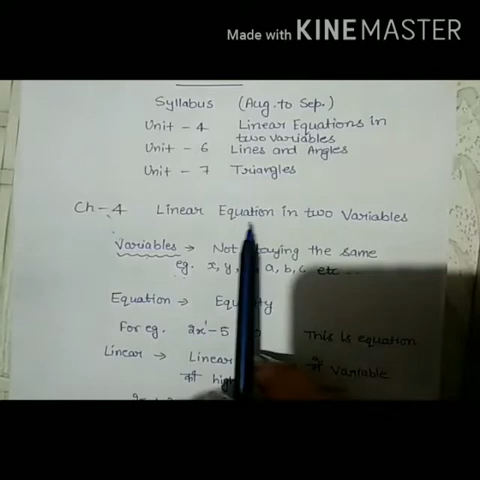 Made with KINEMASTER
Syllabus (Aug. to Sep.)
Unit - 4 Linear Equations in
two variables
Unit - 6 Lines and Angles
Unit - 7 Triangles
Ch-4 Linear Equation in two Variables
Variables → Not staying the same
eg. x, y, a, b, c etc
Equation →
For eg. 2x - 5 This is equation
Linear → Linear
की में variable